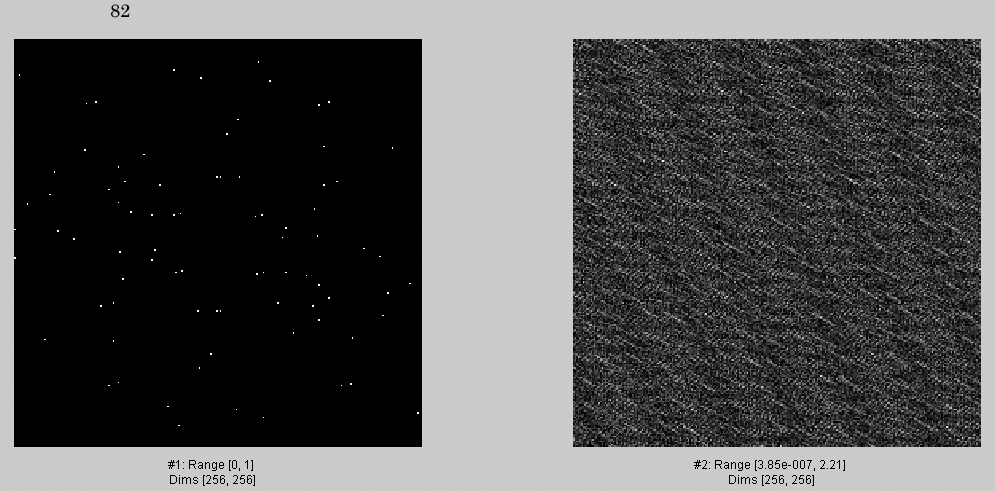 82
#1: Range [0, 1]
Dims [256, 256]
#2: Range [3.85e-007, 2.21]
Dims [256, 256]